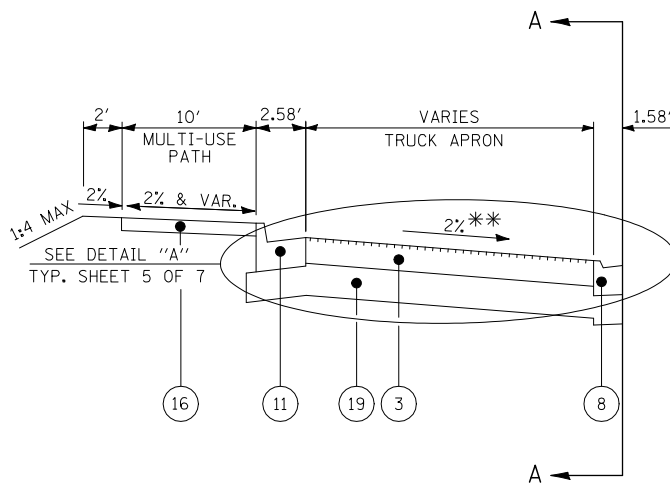 A
2' 10' 2.58' VARIES 1.58'
MULTI-USE TRUCK APRON
PATH
2% 2% & VAR.
1:4 MAX
2%**
SEE DETAIL "A"
TYP. SHEET 5 OF 7
16 11 19 3 8
A